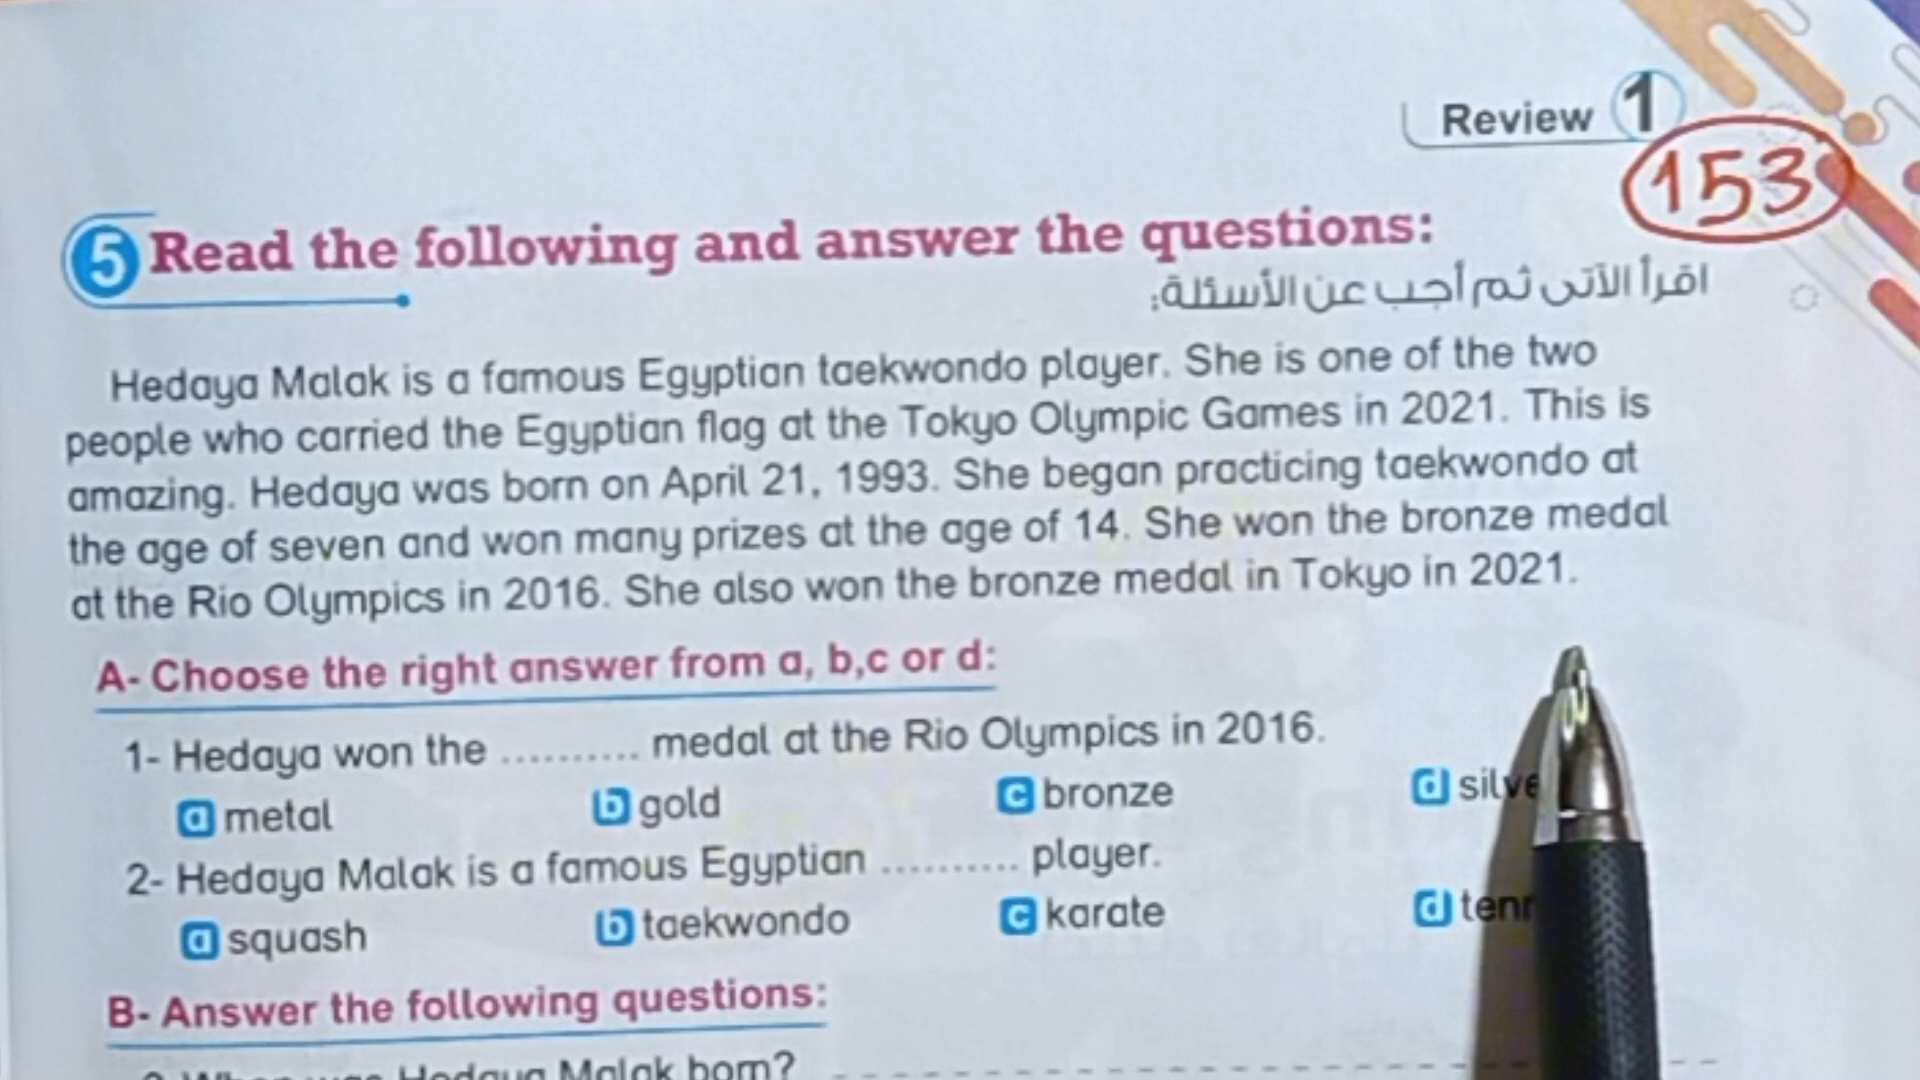 Review 1
153
5 Read the following and answer the questions:
اقرأ الآتى ثم أجب عن الأسئلة:
Hedaya Malak is a famous Egyptian taekwondo player. She is one of the two
people who carried the Egyptian flag at the Tokyo Olympic Games in 2021. This is
amazing. Hedaya was born on April 21, 1993. She began practicing taekwondo at
the age of seven and won many prizes at the age of 14. She won the bronze medal
at the Rio Olympics in 2016. She also won the bronze medal in Tokyo in 2021.
A- Choose the right answer from a, b,c or d:
1- Hedaya won the .......... medal at the Rio Olympics in 2016.
a metal b gold c bronze d
2- Hedaya Malak is a famous Egyptian .......... player.
a squash b taekwondo c karate d
B- Answer the following questions:
Hedaya Malak born?